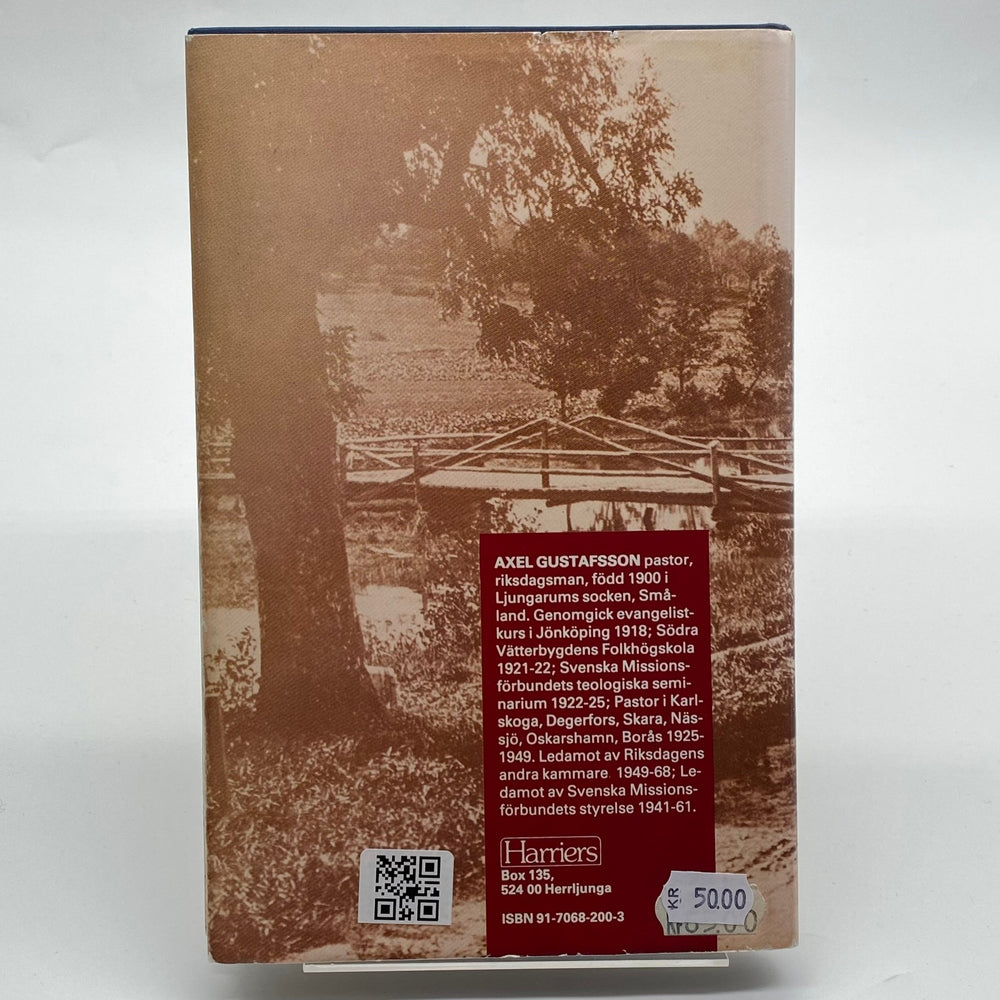 AXEL GUSTAFSSON pastor,
riksdagsman, född 1900 i
Ljungarums socken, Små-
land. Genomgick evangelist-
kurs i Jönköping 1918; Södra
Vätterbygdens Folkhögskola
1921-22; Svenska Missions-
förbundets teologiska semi-
narium 1922-25; Pastor i Karl-
skoga, Degerfors, Skara, Näs-
sjö, Oskarshamn, Borås 1925-
1949. Ledamot av Riksdagens
andra kammare 1949-68; Le-
damot av Svenska Missions-
förbundets styrelse 1941-61.
Harriers
Box 135,
524 00 Herrljunga
ISBN 91-7068-200-3
KR 50.00